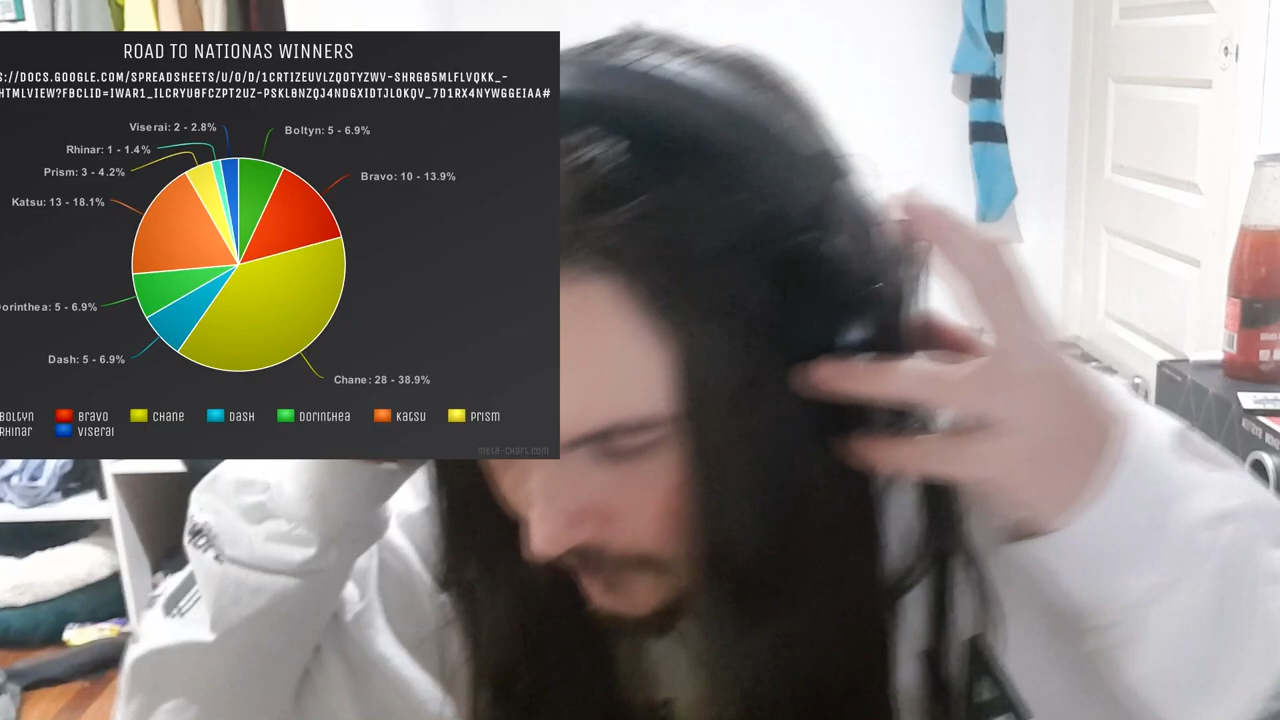 ROAD TO NATIONAS WINNERS
S://DOCS.GOOGLE.COM/SPREADSHEETS/U/0/D/1CRTIZEUVLZQOTYZWV-SHRG85MLFLVQKK_-
HTMLVIEW?FBCLID=IWAR1_ILCRYU8FCZPT2UZ-PSKL8NZQJ4NDGXIDTJLOKQV_7D1RX4NYWGGEIAA#
Viserai: 2 - 2.8%
Boltyn: 5 - 6.9%
Rhinar: 1 - 1.4%
Prism: 3 - 4.2%
Bravo: 10 - 13.9%
Katsu: 13 - 18.1%
Dorinthea: 5 - 6.9%
Dash: 5 - 6.9%
Chane: 28 - 38.9%
Boltyn Bravo Chane Dash Dorinthea Katsu Prism
Rhinar Viserai
meta-chart.com